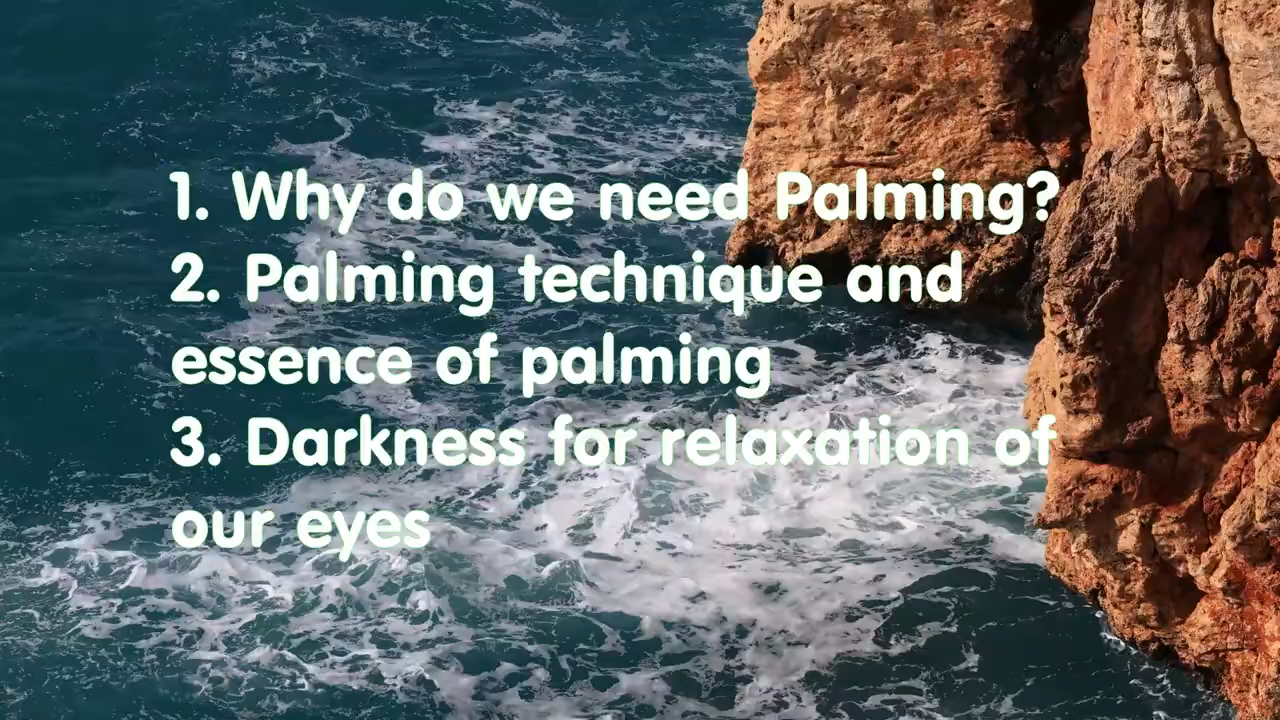 1. Why do we need Palming?
2. Palming technique and
essence of palming
3. Darkness for relaxation of
our eyes